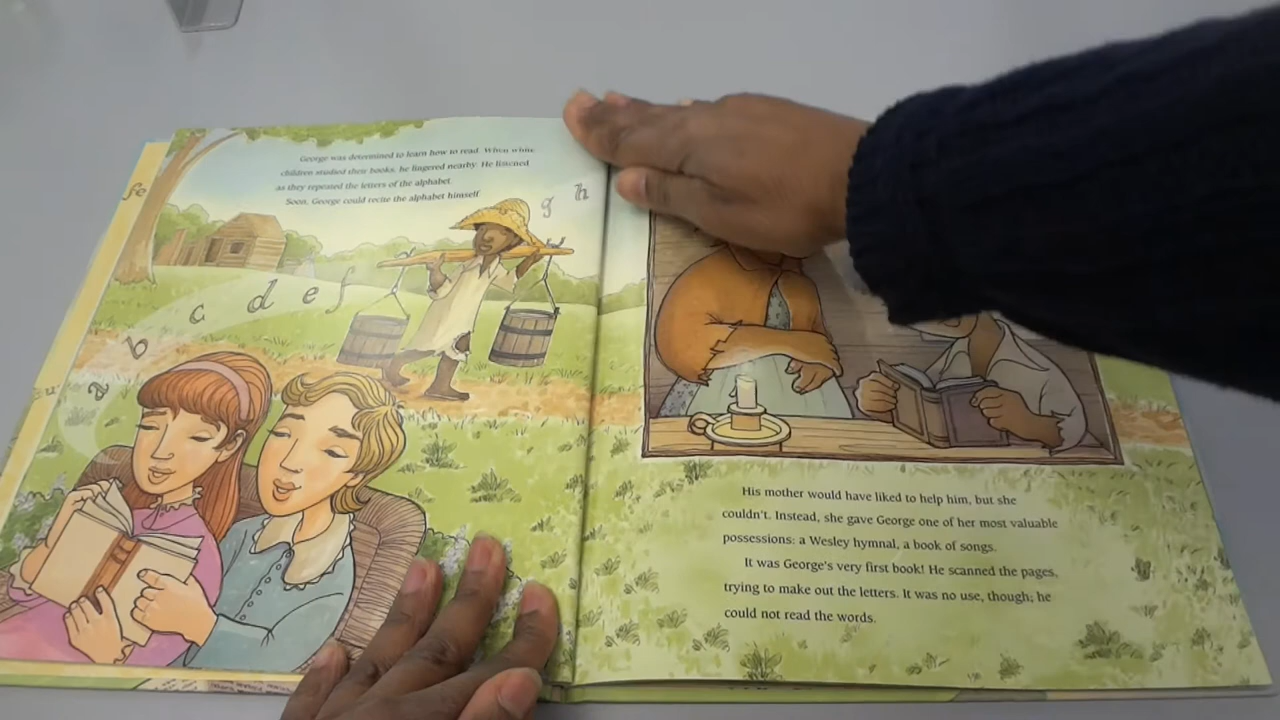 George was determined to learn how to read. When white
children studied their books, he lingered nearby. He listened
as they repeated the letters of the alphabet.
Soon, George could recite the alphabet himself.
a b c d e f g h
His mother would have liked to help him, but she
couldn't. Instead, she gave George one of her most valuable
possessions: a Wesley hymnal, a book of songs.
It was George's very first book! He scanned the pages,
trying to make out the letters. It was no use, though; he
could not read the words.
fe